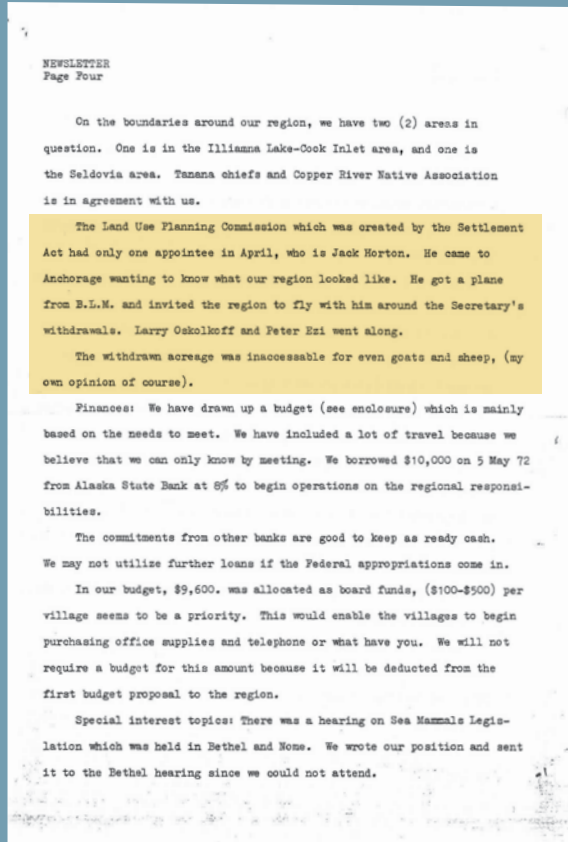 NEWSLETTER
Page Four
On the boundaries around our region, we have two (2) areas in
question. One is in the Illiamna Lake-Cook Inlet area, and one is
the Seldovia area. Tanana chiefs and Copper River Native Association
is in agreement with us.
The Land Use Planning Commission which was created by the Settlement
Act had only one appointee in April, who is Jack Horton. He came to
Anchorage wanting to know what our region looked like. He got a plane
from B.L.M. and invited the region to fly with him around the Secretary's
withdrawals. Larry Oskolkoff and Peter Ezi went along.
The withdrawn acreage was inaccessable for even goats and sheep, (my
own opinion of course).
Finances: We have drawn up a budget (see enclosure) which is mainly
based on the needs to meet. We have included a lot of travel because we
believe that we can only know by meeting. We borrowed $10,000 on 5 May 72
from Alaska State Bank at 8% to begin operations on the regional responsi-
bilities.
The commitments from other banks are good to keep as ready cash.
We may not utilize further loans if the Federal appropriations come in.
In our budget, $9,600. was allocated as board funds, ($100-$500) per
village seems to be a priority. This would enable the villages to begin
purchasing office supplies and telephone or what have you. We will not
require a budget for this amount because it will be deducted from the
first budget proposal to the region.
Special interest topics: There was a hearing on Sea Mammals Legis-
lation which was held in Bethel and Nome. We wrote our position and sent
it to the Bethel hearing since we could not attend.